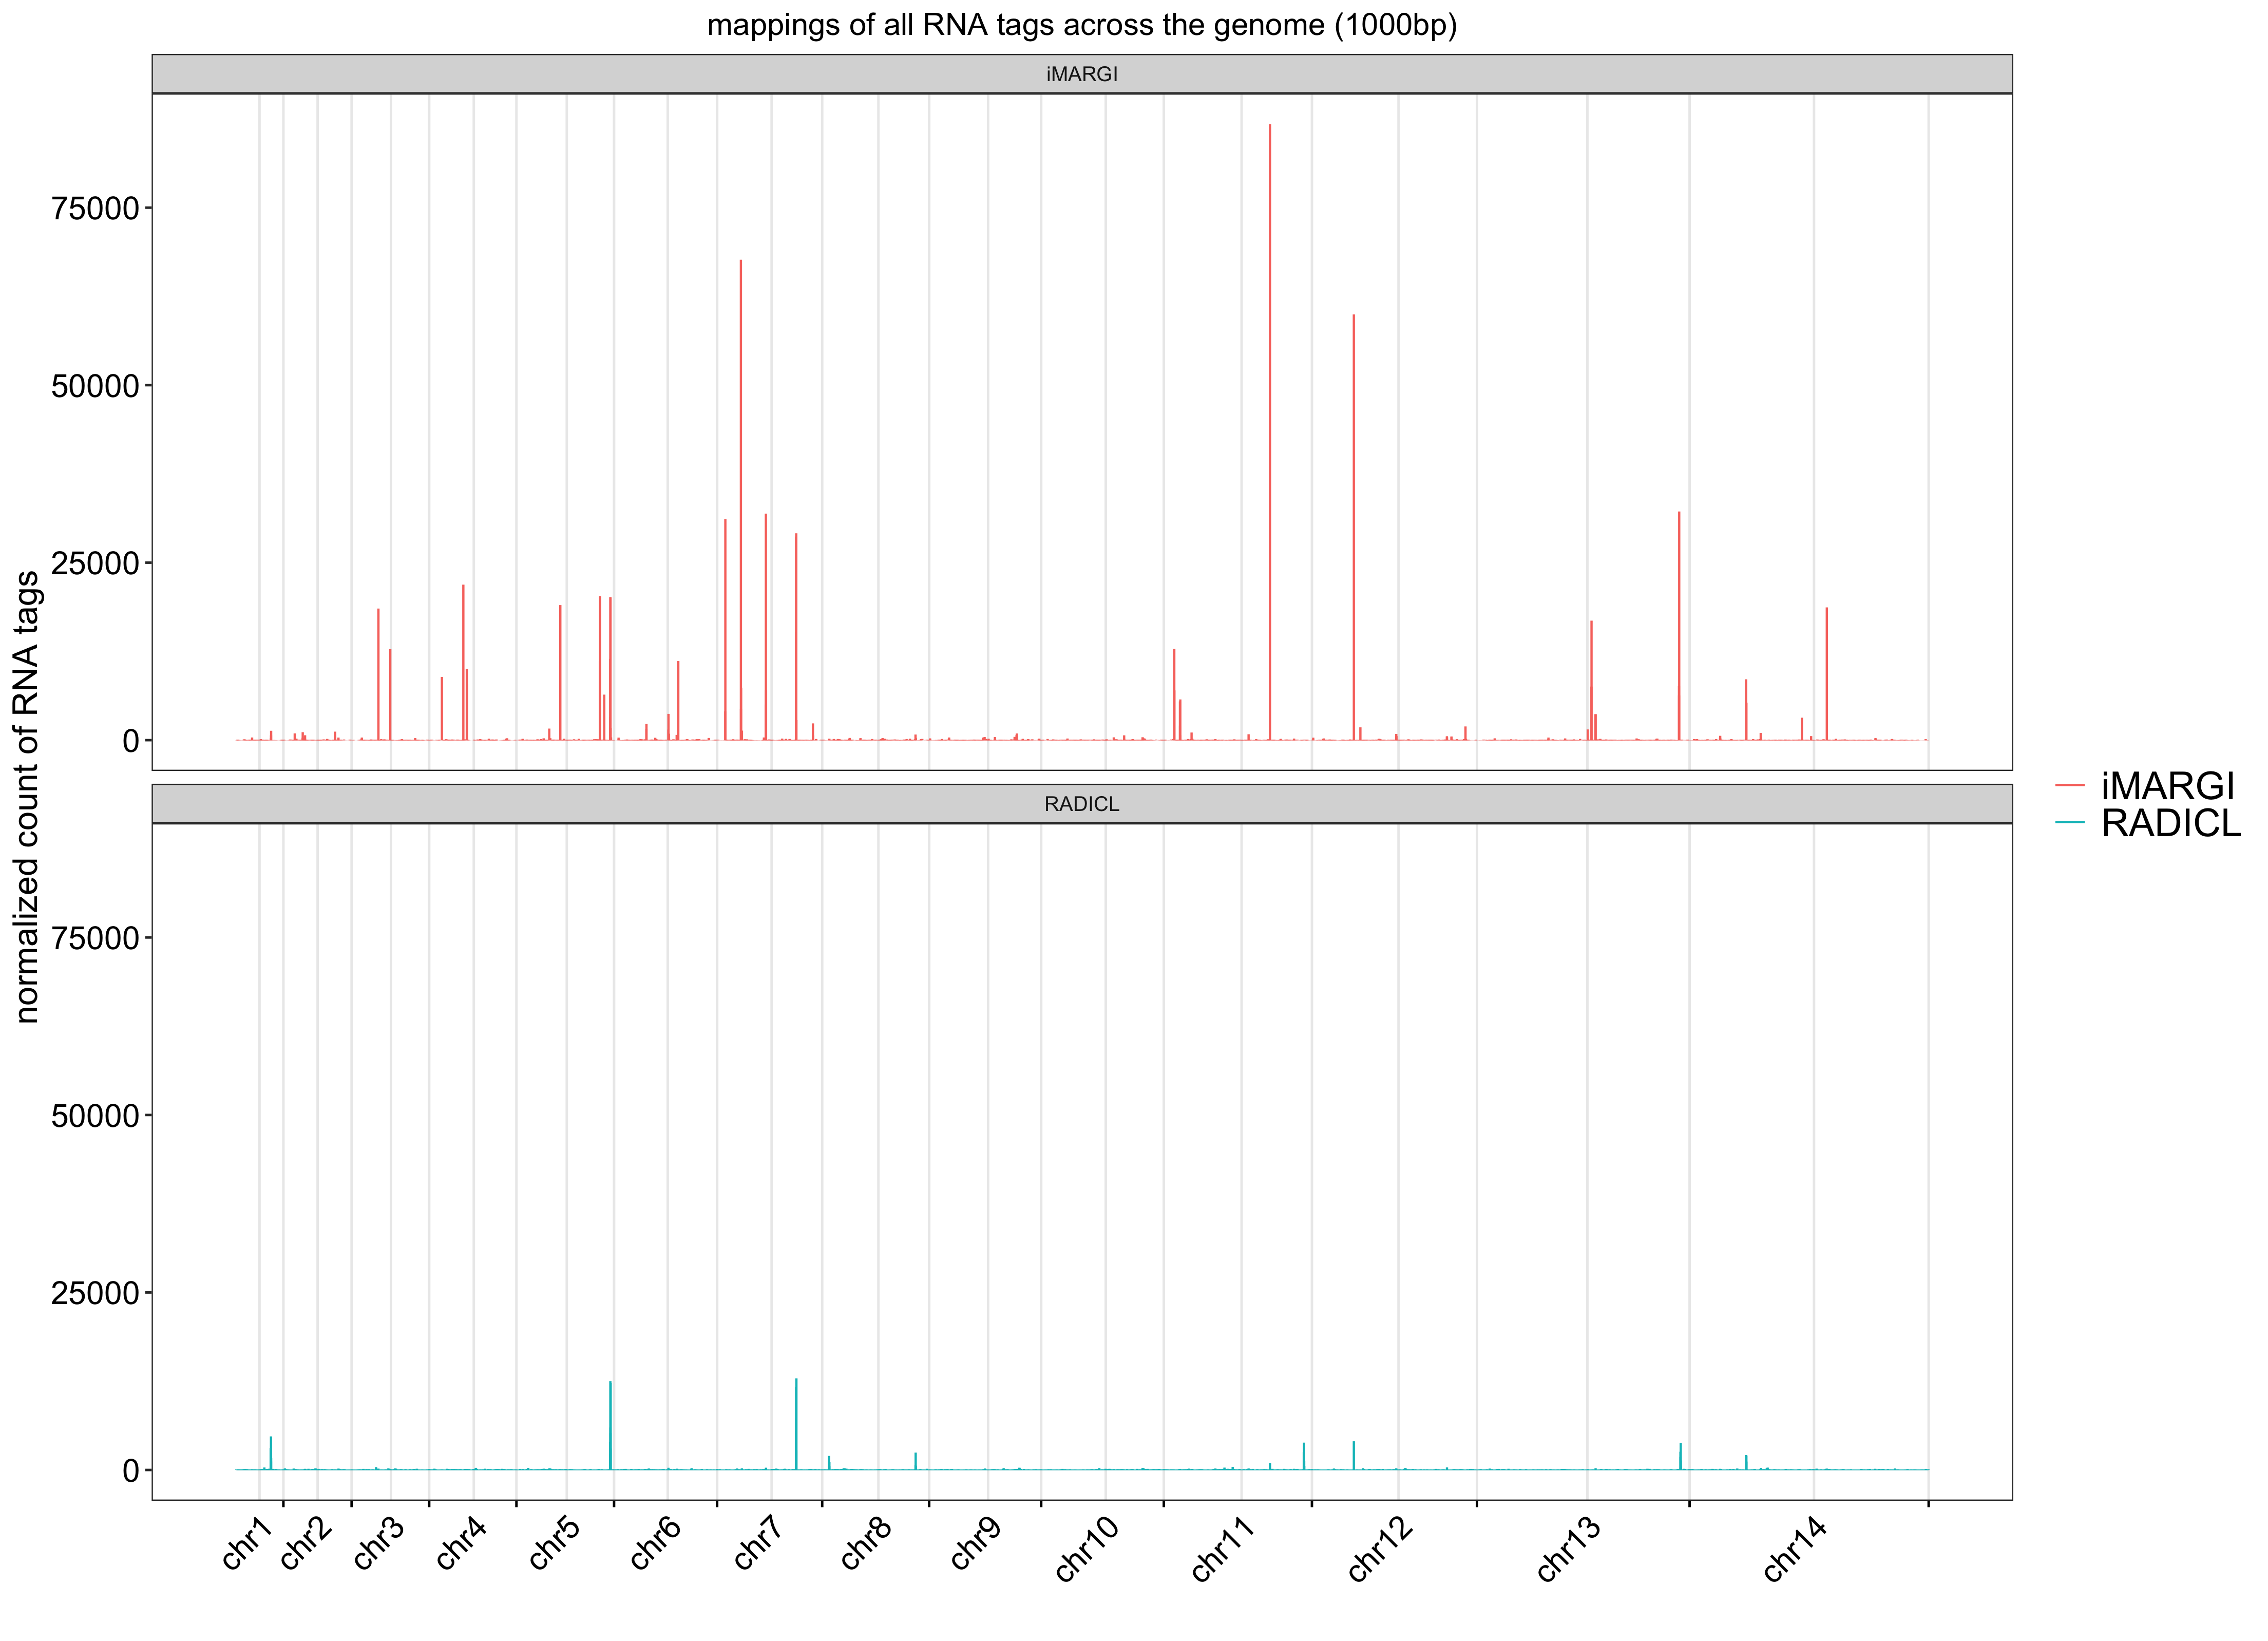 mappings of all RNA tags across the genome (1000bp)
iMARGI
75000
50000
25000
0
normalized count of RNA tags
RADICL
75000
50000
25000
0
chr1
chr2
chr3
chr4
chr5
chr6
chr7
chr8
chr9
chr10
chr11
chr12
chr13
chr14
iMARGI
RADICL